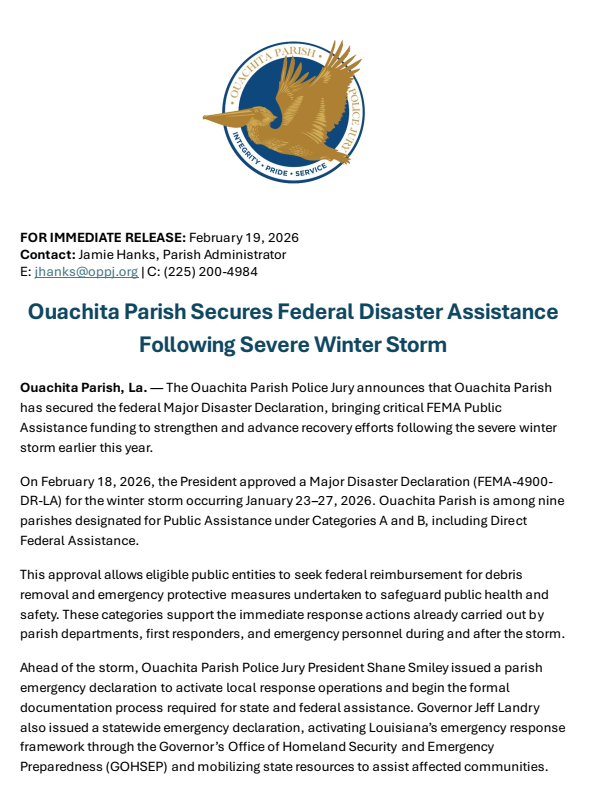 • OUACHITA PARISH •
POLICE JURY
INTEGRITY • PRIDE • SERVICE
FOR IMMEDIATE RELEASE: February 19, 2026
Contact: Jamie Hanks, Parish Administrator
E: jhanks@oppj.org | C: (225) 200-4984
Ouachita Parish Secures Federal Disaster Assistance
Following Severe Winter Storm
Ouachita Parish, La. — The Ouachita Parish Police Jury announces that Ouachita Parish
has secured the federal Major Disaster Declaration, bringing critical FEMA Public
Assistance funding to strengthen and advance recovery efforts following the severe winter
storm earlier this year.
On February 18, 2026, the President approved a Major Disaster Declaration (FEMA-4900-
DR-LA) for the winter storm occurring January 23–27, 2026. Ouachita Parish is among nine
parishes designated for Public Assistance under Categories A and B, including Direct
Federal Assistance.
This approval allows eligible public entities to seek federal reimbursement for debris
removal and emergency protective measures undertaken to safeguard public health and
safety. These categories support the immediate response actions already carried out by
parish departments, first responders, and emergency personnel during and after the storm.
Ahead of the storm, Ouachita Parish Police Jury President Shane Smiley issued a parish
emergency declaration to activate local response operations and begin the formal
documentation process required for state and federal assistance. Governor Jeff Landry
also issued a statewide emergency declaration, activating Louisiana’s emergency response
framework through the Governor’s Office of Homeland Security and Emergency
Preparedness (GOHSEP) and mobilizing state resources to assist affected communities.